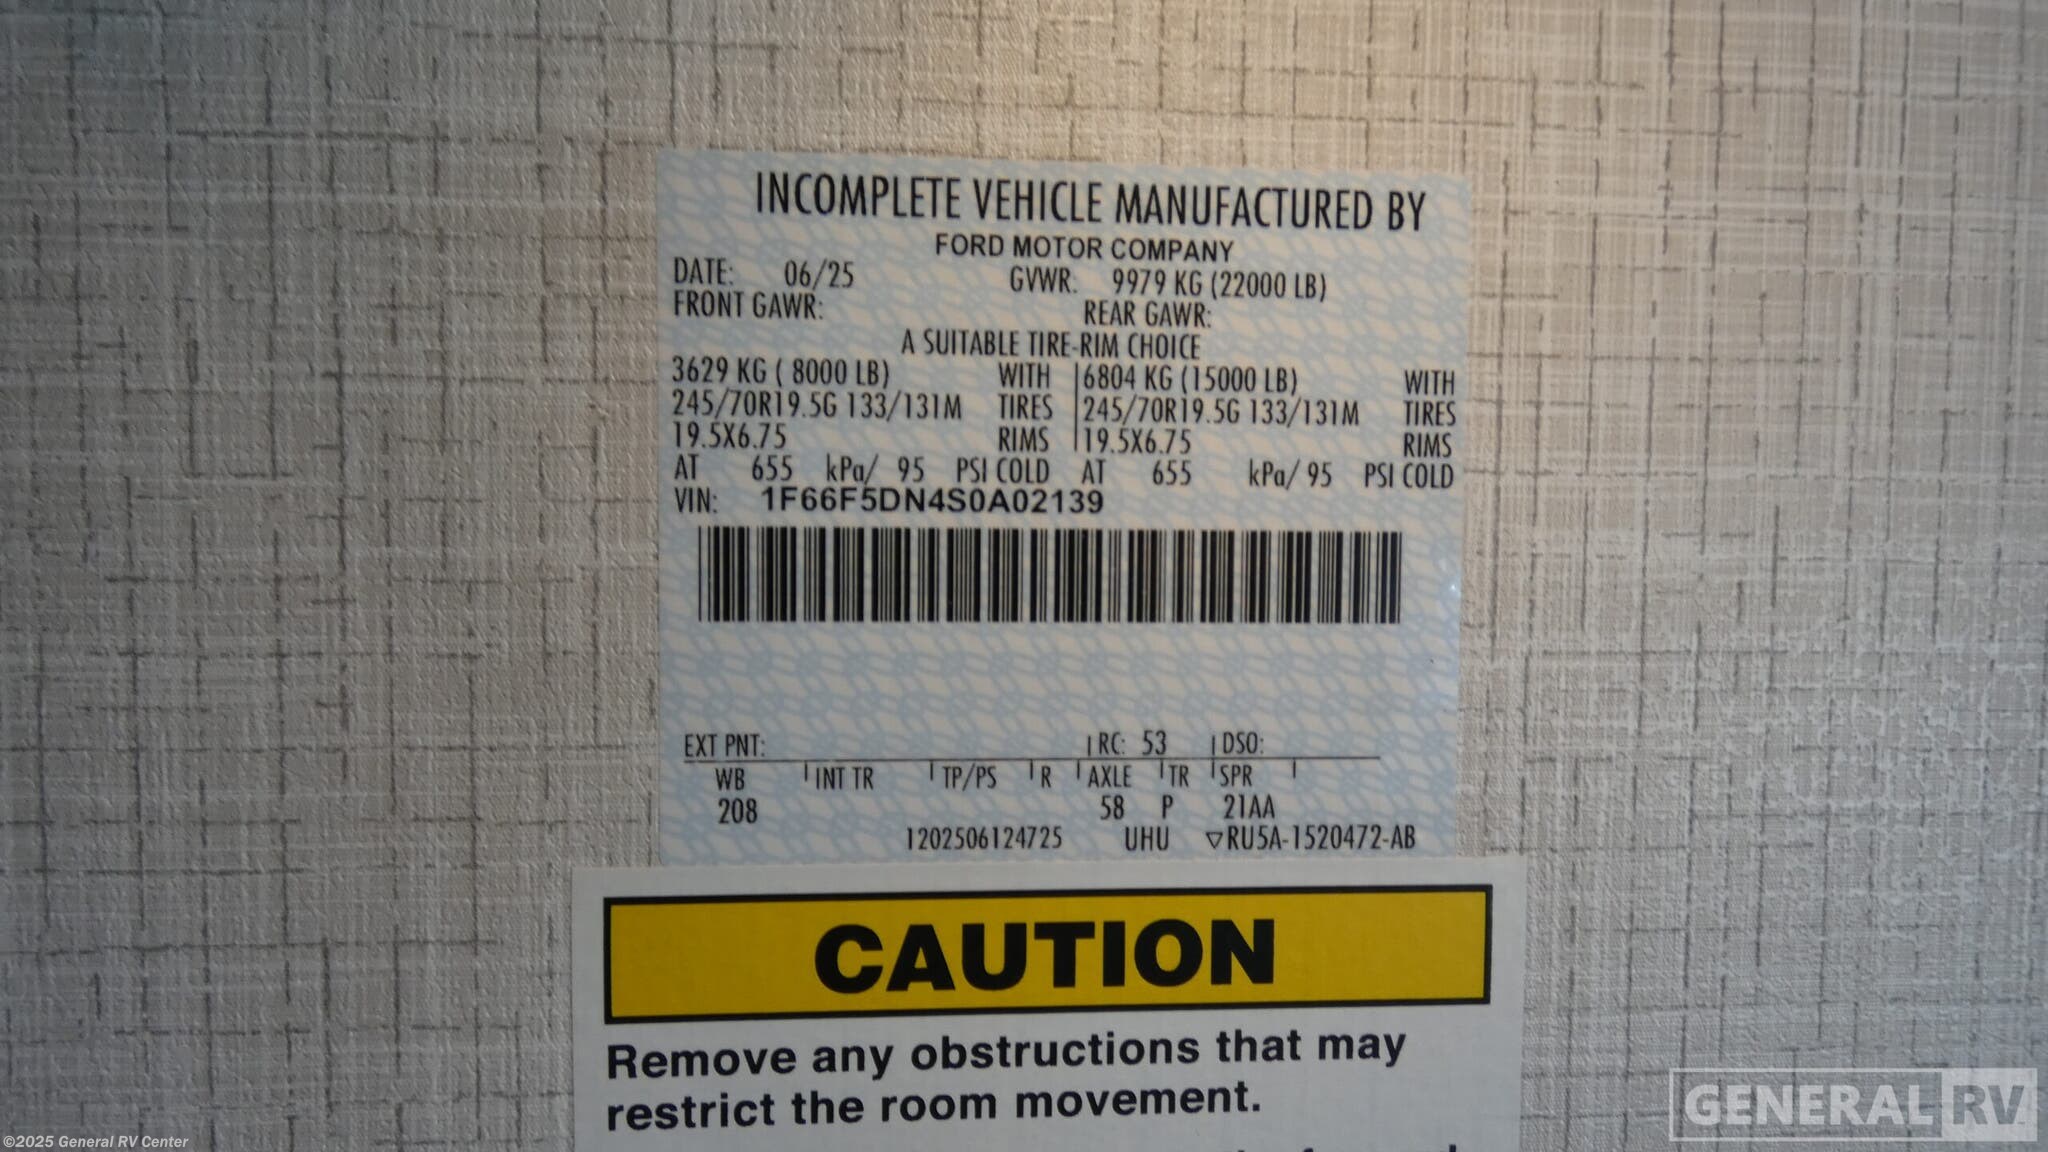 INCOMPLETE VEHICLE MANUFACTURED BY
FORD MOTOR COMPANY
DATE: 06/25 GVWR: 9979 KG (22000 LB)
FRONT GAWR: REAR GAWR:
A SUITABLE TIRE-RIM CHOICE
3629 KG ( 8000 LB) WITH 6804 KG (15000 LB) WITH
245/70R19.5G 133/131M TIRES 245/70R19.5G 133/131M TIRES
19.5X6.75 RIMS 19.5X6.75 RIMS
AT 655 kPa/ 95 PSI COLD AT 655 kPa/ 95 PSI COLD
VIN: 1F66F5DN4S0A02139
EXT PNT: RC: 53 DSO:
WB INT TR TP/PS R AXLE TR SPR
208 58 P 21AA
1202506124725 UHU ▽RU5A-1520472-AB
CAUTION
Remove any obstructions that may
restrict the room movement.
GENERAL RV
©2025 General RV Center